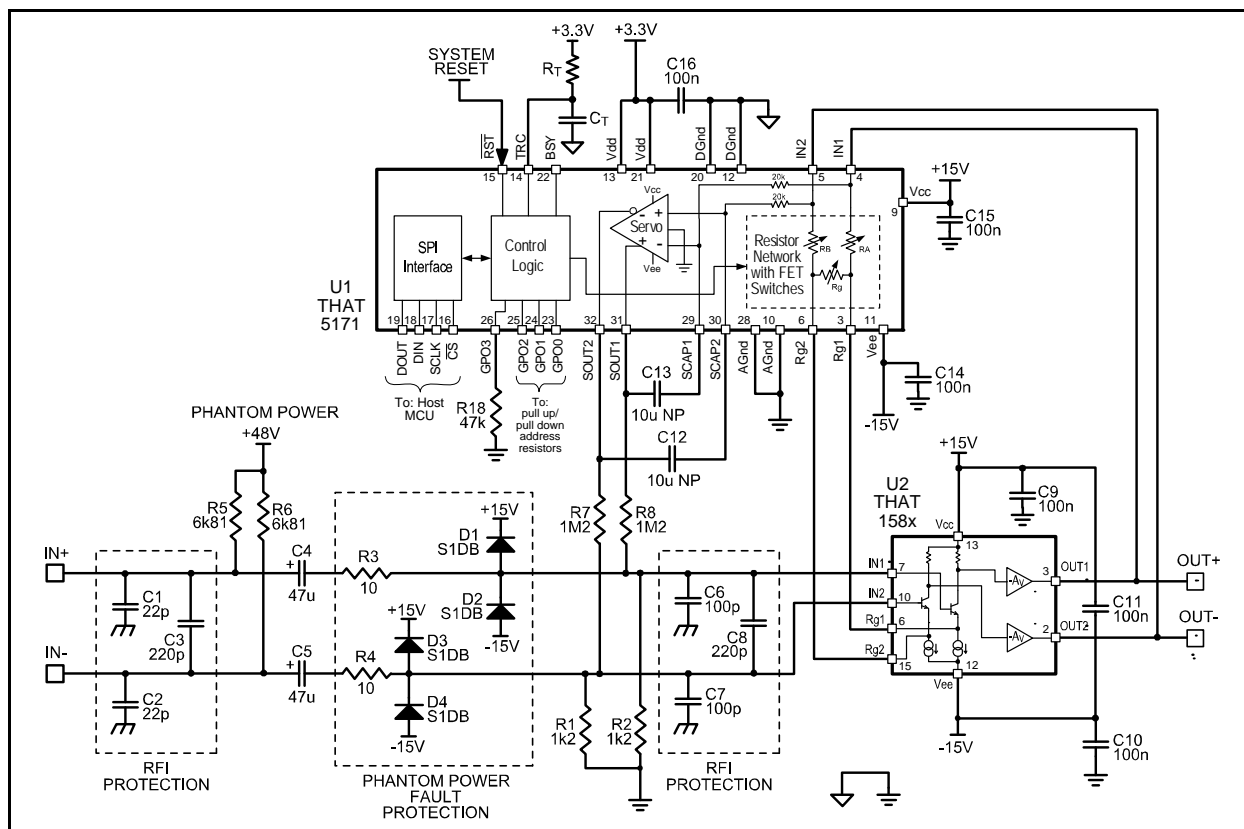 +3.3V +3.3V
SYSTEM
RESET
RT
C16
100n
CT
RST TRC BSY Vdd Vdd DGnd DGnd IN2 IN1
15 14 22 13 21 20 12 5 4
+15V
Vcc
9
C15
100n
20k
20k
Vcc
- +
Servo
+ -
Vee
SPI
Interface
Control
Logic
Resistor
Network
with FET
Switches
RB RA
Rg
U1
THAT
5171
19 18 17 16 26 25 24 23 32 31 29 30 28 10 6 3 11
DOUT DIN SCLK CS GPO3 GPO2 GPO1 GPO0 SOUT2 SOUT1 SCAP1 SCAP2 AGnd AGnd Rg2 Rg1 Vee
C14
100n
-15V
To: Host
MCU
R18
47k
To:
pull up/
pull down
address
resistors
C13
10u NP
C12
10u NP
PHANTOM POWER
+48V
R5
6k81
R6
6k81
R7
1M2
R8
1M2
+15V
C9
100n
U2
THAT
158x
Vcc
13
+15V
D1
S1DB
D2
S1DB
-15V
IN+
C4
+
47u
R3
10
C1
22p
C3
220p
C2
22p
IN-
C5
+
47u
R4
10
+15V
D3
S1DB
D4
S1DB
-15V
R1
1k2
R2
1k2
C6
100p
C8
220p
C7
100p
IN1
7
IN2
10
Rg1
6
Rg2
15
-AV
-AV
3
OUT1
2
OUT2
12
Vee
OUT+
-
OUT-
-
C11
100n
-15V
C10
100n
RFI
PROTECTION
PHANTOM POWER
FAULT
PROTECTION
RFI
PROTECTION